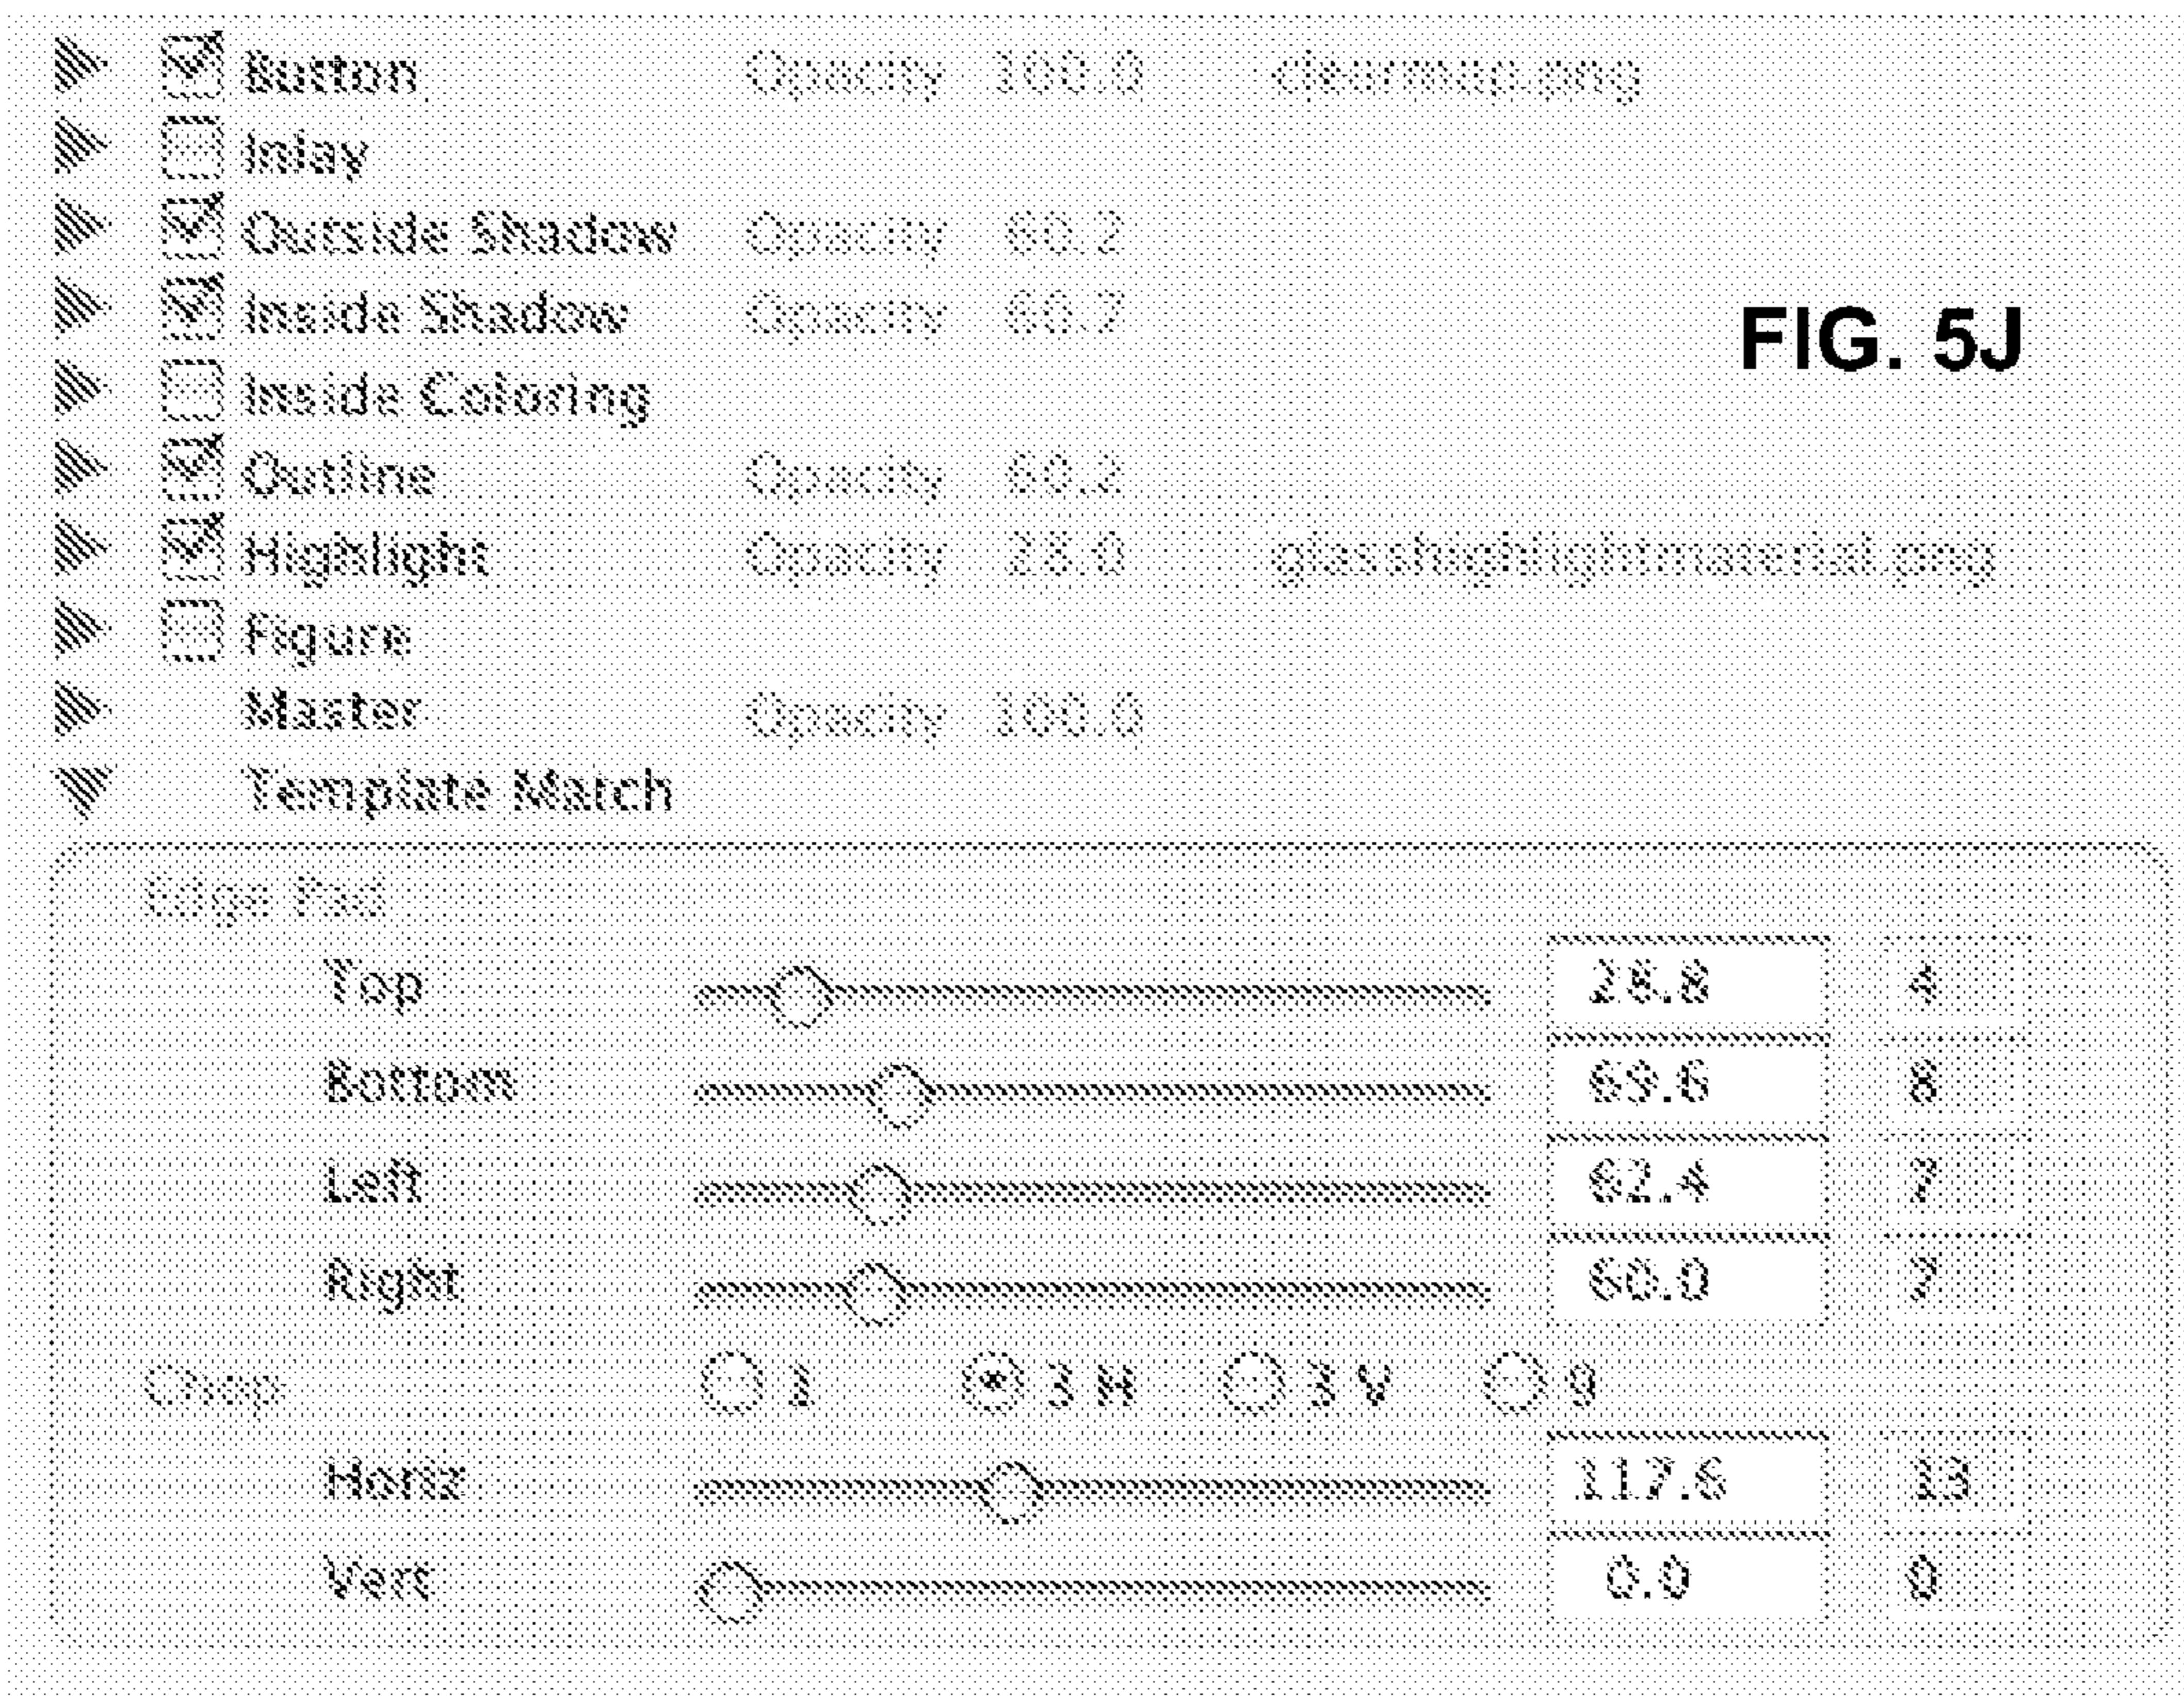 Button Opacity 100.0 clearmap.png
Inlay
Outside Shadow Opacity 60.2
Inside Shadow Opacity 60.7
FIG. 5J
Inside Coloring
Outline Opacity 60.2
Highlight Opacity 28.0 glasshighlightmaterial.png
Figure
Master Opacity 100.0
Template Match
Edge Pad
Top 28.8 4
Bottom 69.6 8
Left 62.4 7
Right 60.0 7
Chop 1 3 H 3 V 9
Horiz 117.6 13
Vert 0.0 0